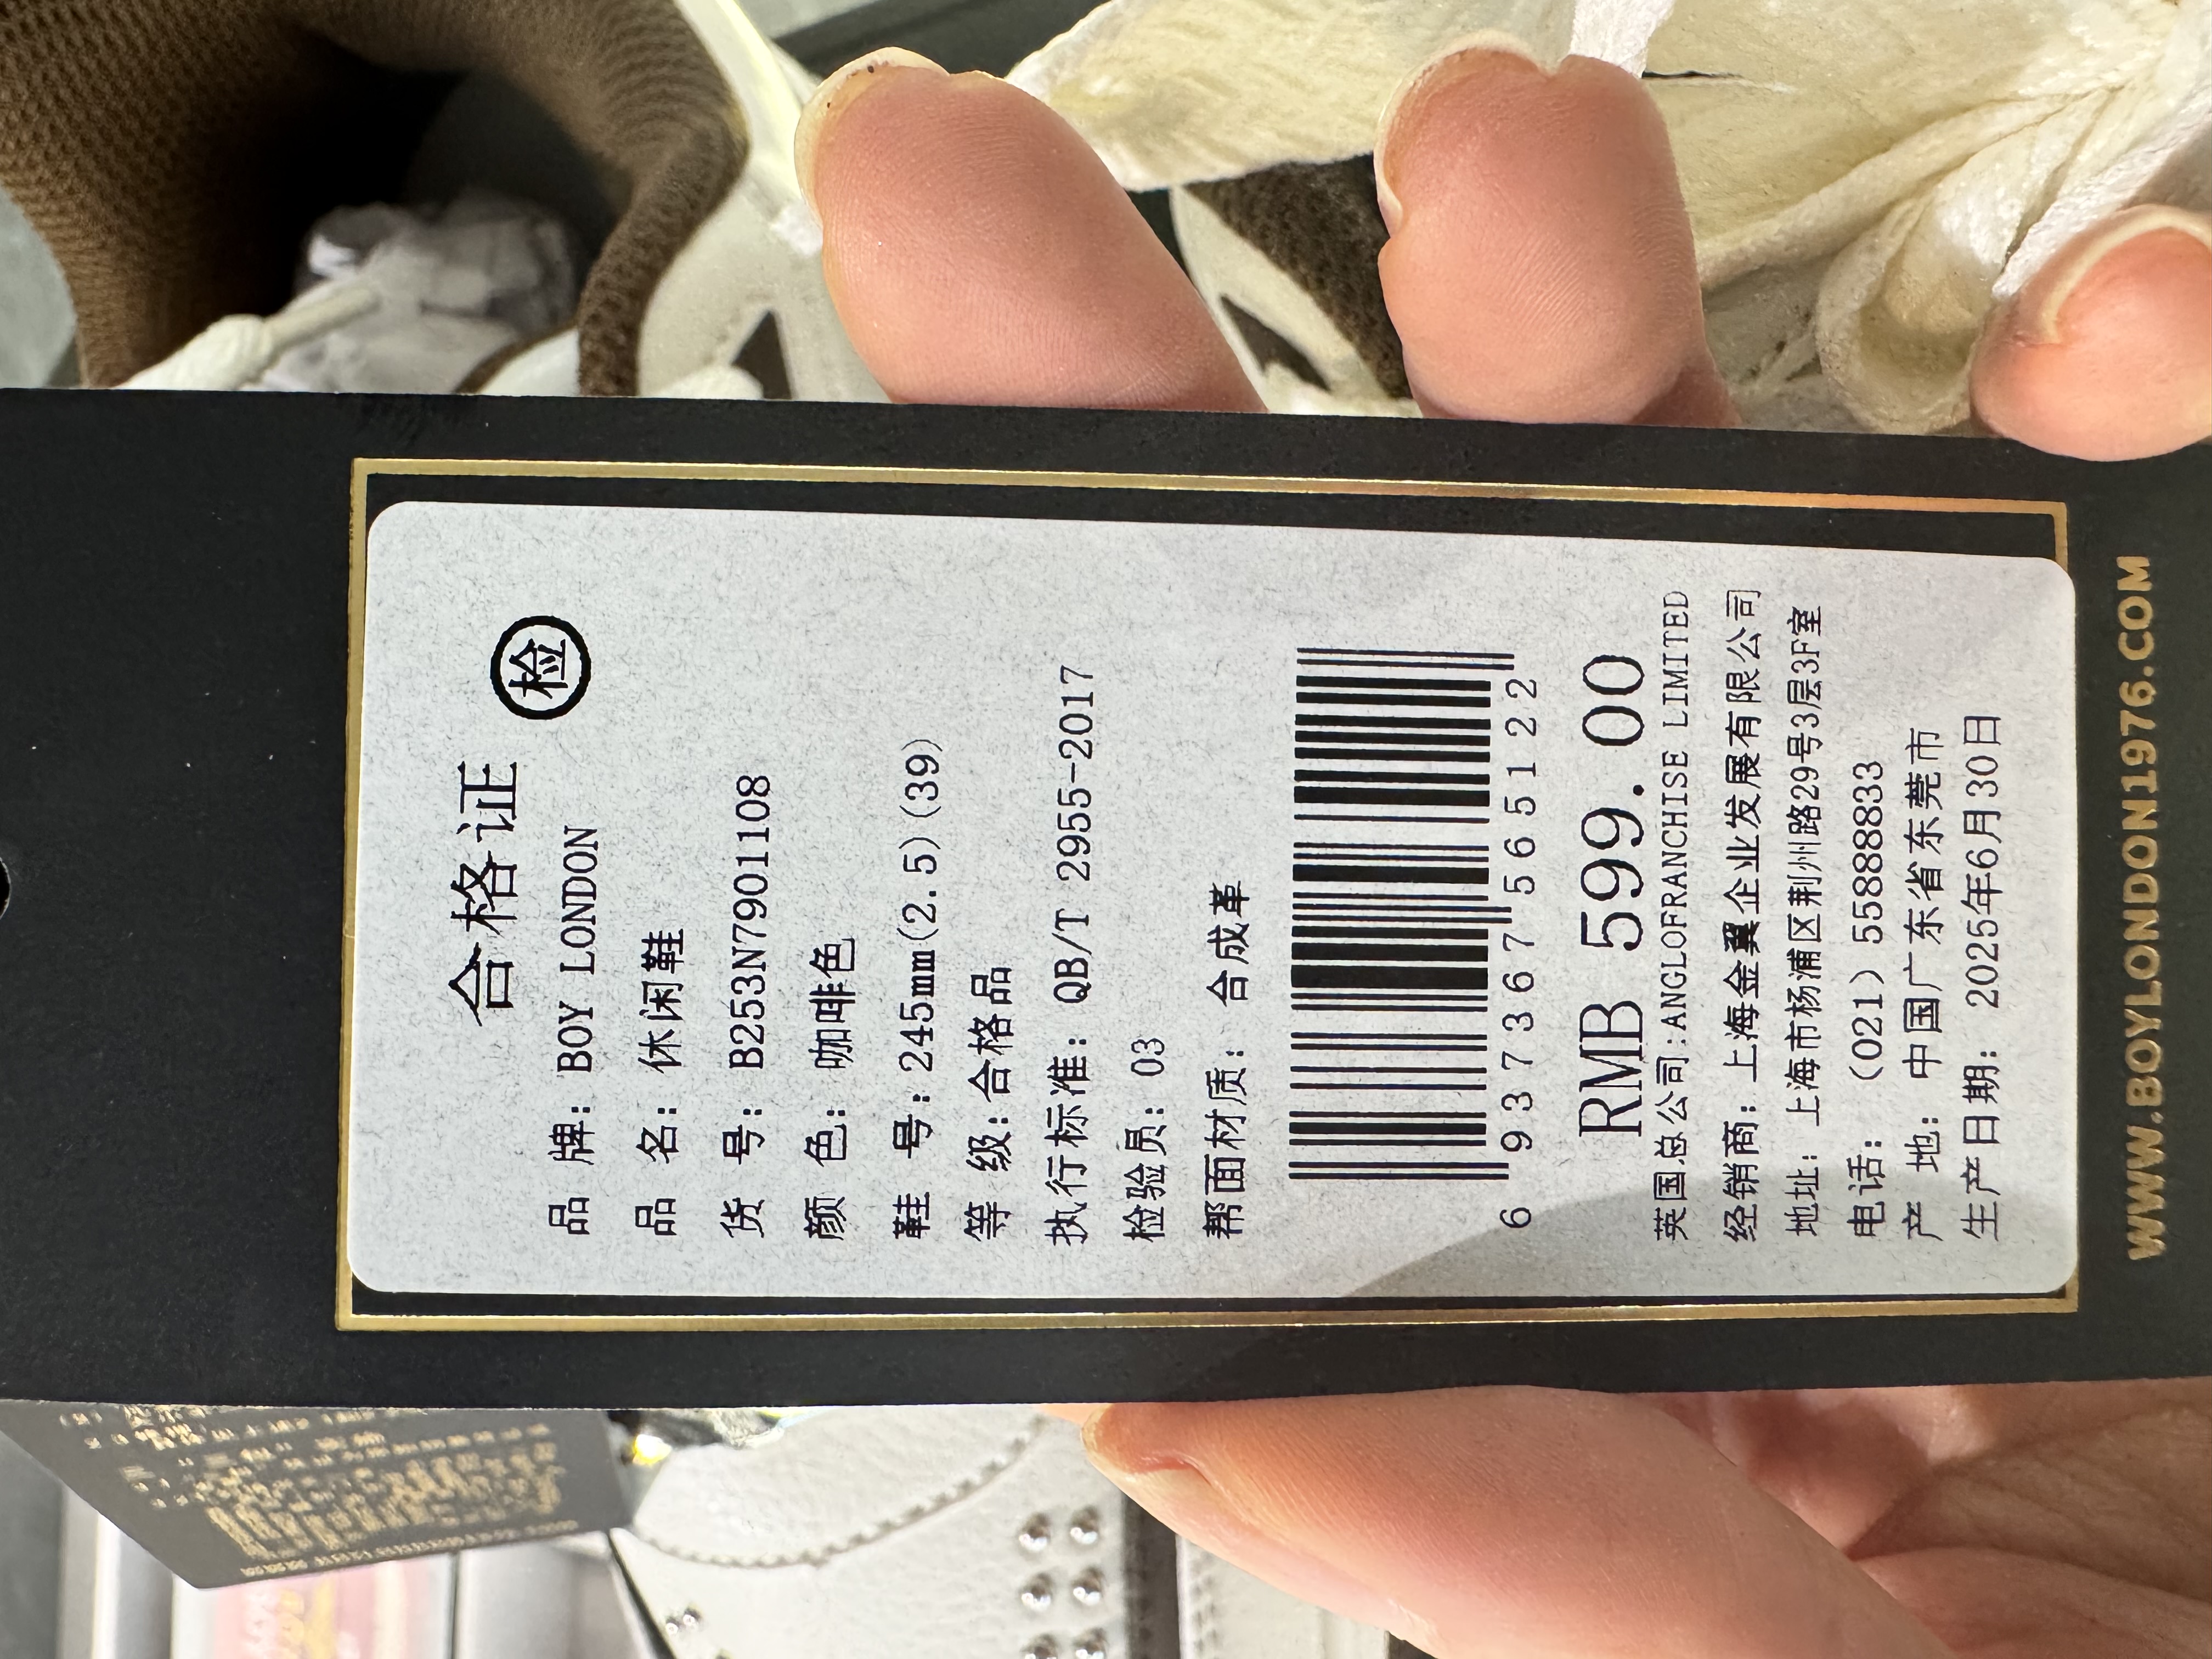 合格证
检
品 牌: BOY LONDON
品 名: 休闲鞋
货 号: B253N7901108
颜 色: 咖啡色
鞋 号:245mm(2.5)(39)
等 级:合格品
执行标准: QB/T 2955-2017
检验员: 03
帮面材质: 合成革
6 937367 565122
RMB 599.00
英国总公司:ANGLOFRANCHISE LIMITED
经销商: 上海金翼企业发展有限公司
地址: 上海市杨浦区荆州路29号3层3F室
电话: (021) 55888833
产 地: 中国广东省东莞市
生产日期: 2025年6月30日
WWW.BOYLONDON1976.COM